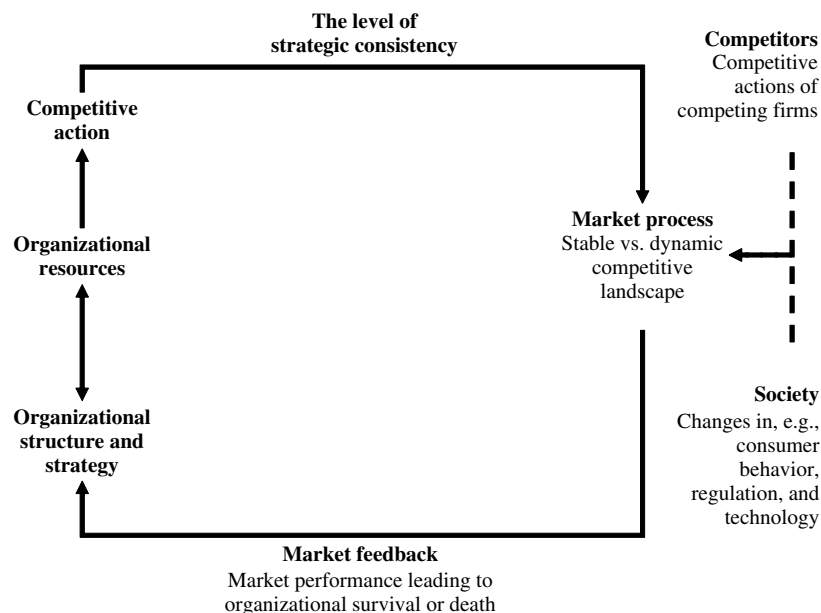 The level of
strategic consistency
Competitors
Competitive
actions of
competing firms
Competitive
action
Market process
Stable vs. dynamic
competitive
landscape
Organizational
resources
Organizational
structure and
strategy
Society
Changes in, e.g.,
consumer
behavior,
regulation, and
technology
Market feedback
Market performance leading to
organizational survival or death